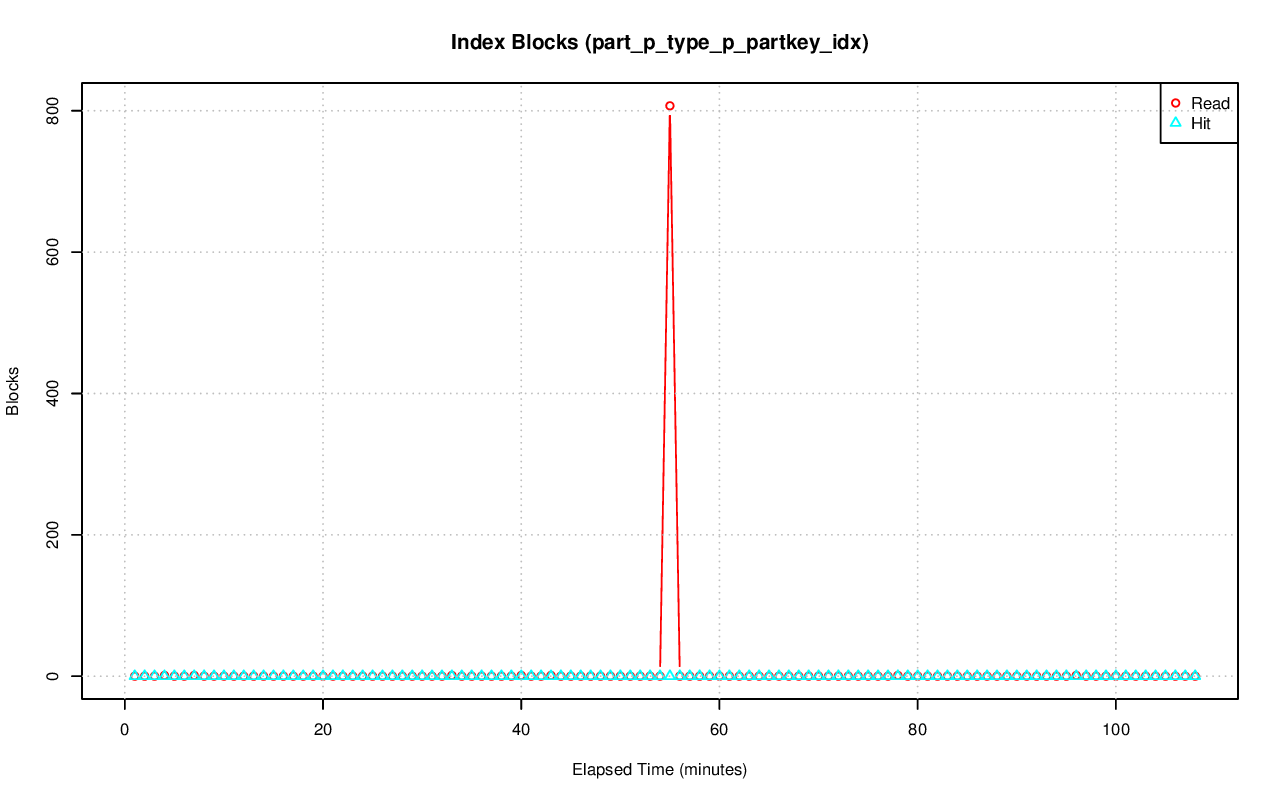 Index Blocks (part_p_type_p_partkey_idx)
Read
Hit
Blocks
800
600
400
200
0
0 20 40 60 80 100
Elapsed Time (minutes)